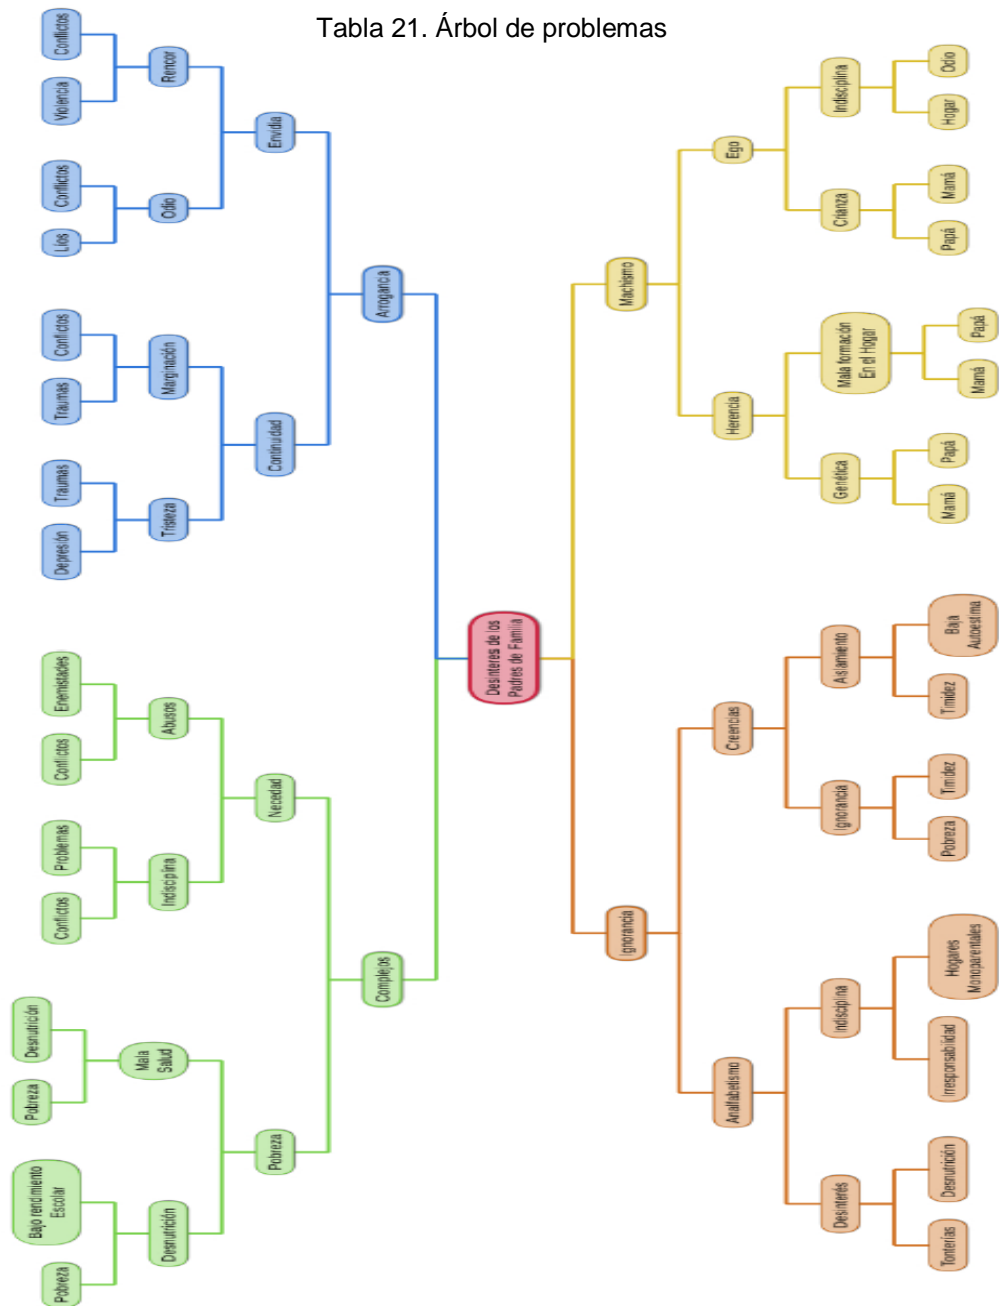 Tabla 21. Árbol de problemas
Pobreza
Bajo rendimiento
Escolar
Pobreza
Desnutrición
Conflictos
Problemas
Conflictos
Enemistades
Depresión
Traumas
Traumas
Conflictos
Líos
Conflictos
Violencia
Conflictos
Desnutrición
Mala
Salud
Indisciplina
Abusos
Tristeza
Marginación
Odio
Rencor
Pobreza
Necedad
Continuidad
Envidia
Complejos
Arrogancia
Desinteres de los
Padres de Familia
Ignorancia
Machismo
Analfabetismo
Creencias
Herencia
Ego
Desinterés
Indisciplina
Ignorancia
Aislamiento
Genética
Mala formación
En el Hogar
Crianza
Indisciplina
Tonterías
Desnutrición
Irresponsabilidad
Hogares
Monoparentales
Pobreza
Timidez
Timidez
Baja
Autoestima
Mamá
Papá
Mamá
Papá
Papá
Mamá
Hogar
Odio